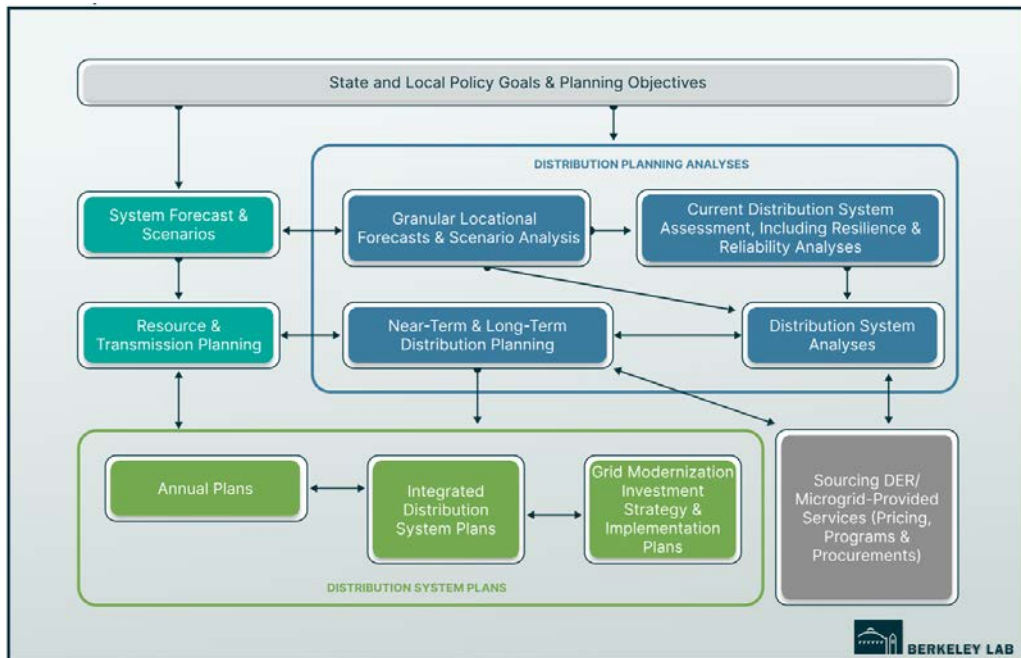 State and Local Policy Goals & Planning Objectives
DISTRIBUTION PLANNING ANALYSES
System Forecast &
Scenarios
Granular Locational
Forecasts & Scenario Analysis
Current Distribution System
Assessment, Including Resilience &
Reliability Analyses
Resource &
Transmission Planning
Near-Term & Long-Term
Distribution Planning
Distribution System
Analyses
Annual Plans
Integrated
Distribution
System Plans
Grid Modernization
Investment
Strategy &
Implementation
Plans
Sourcing DER/
Microgrid-Provided
Services (Pricing,
Programs &
Procurements)
DISTRIBUTION SYSTEM PLANS
BERKELEY LAB